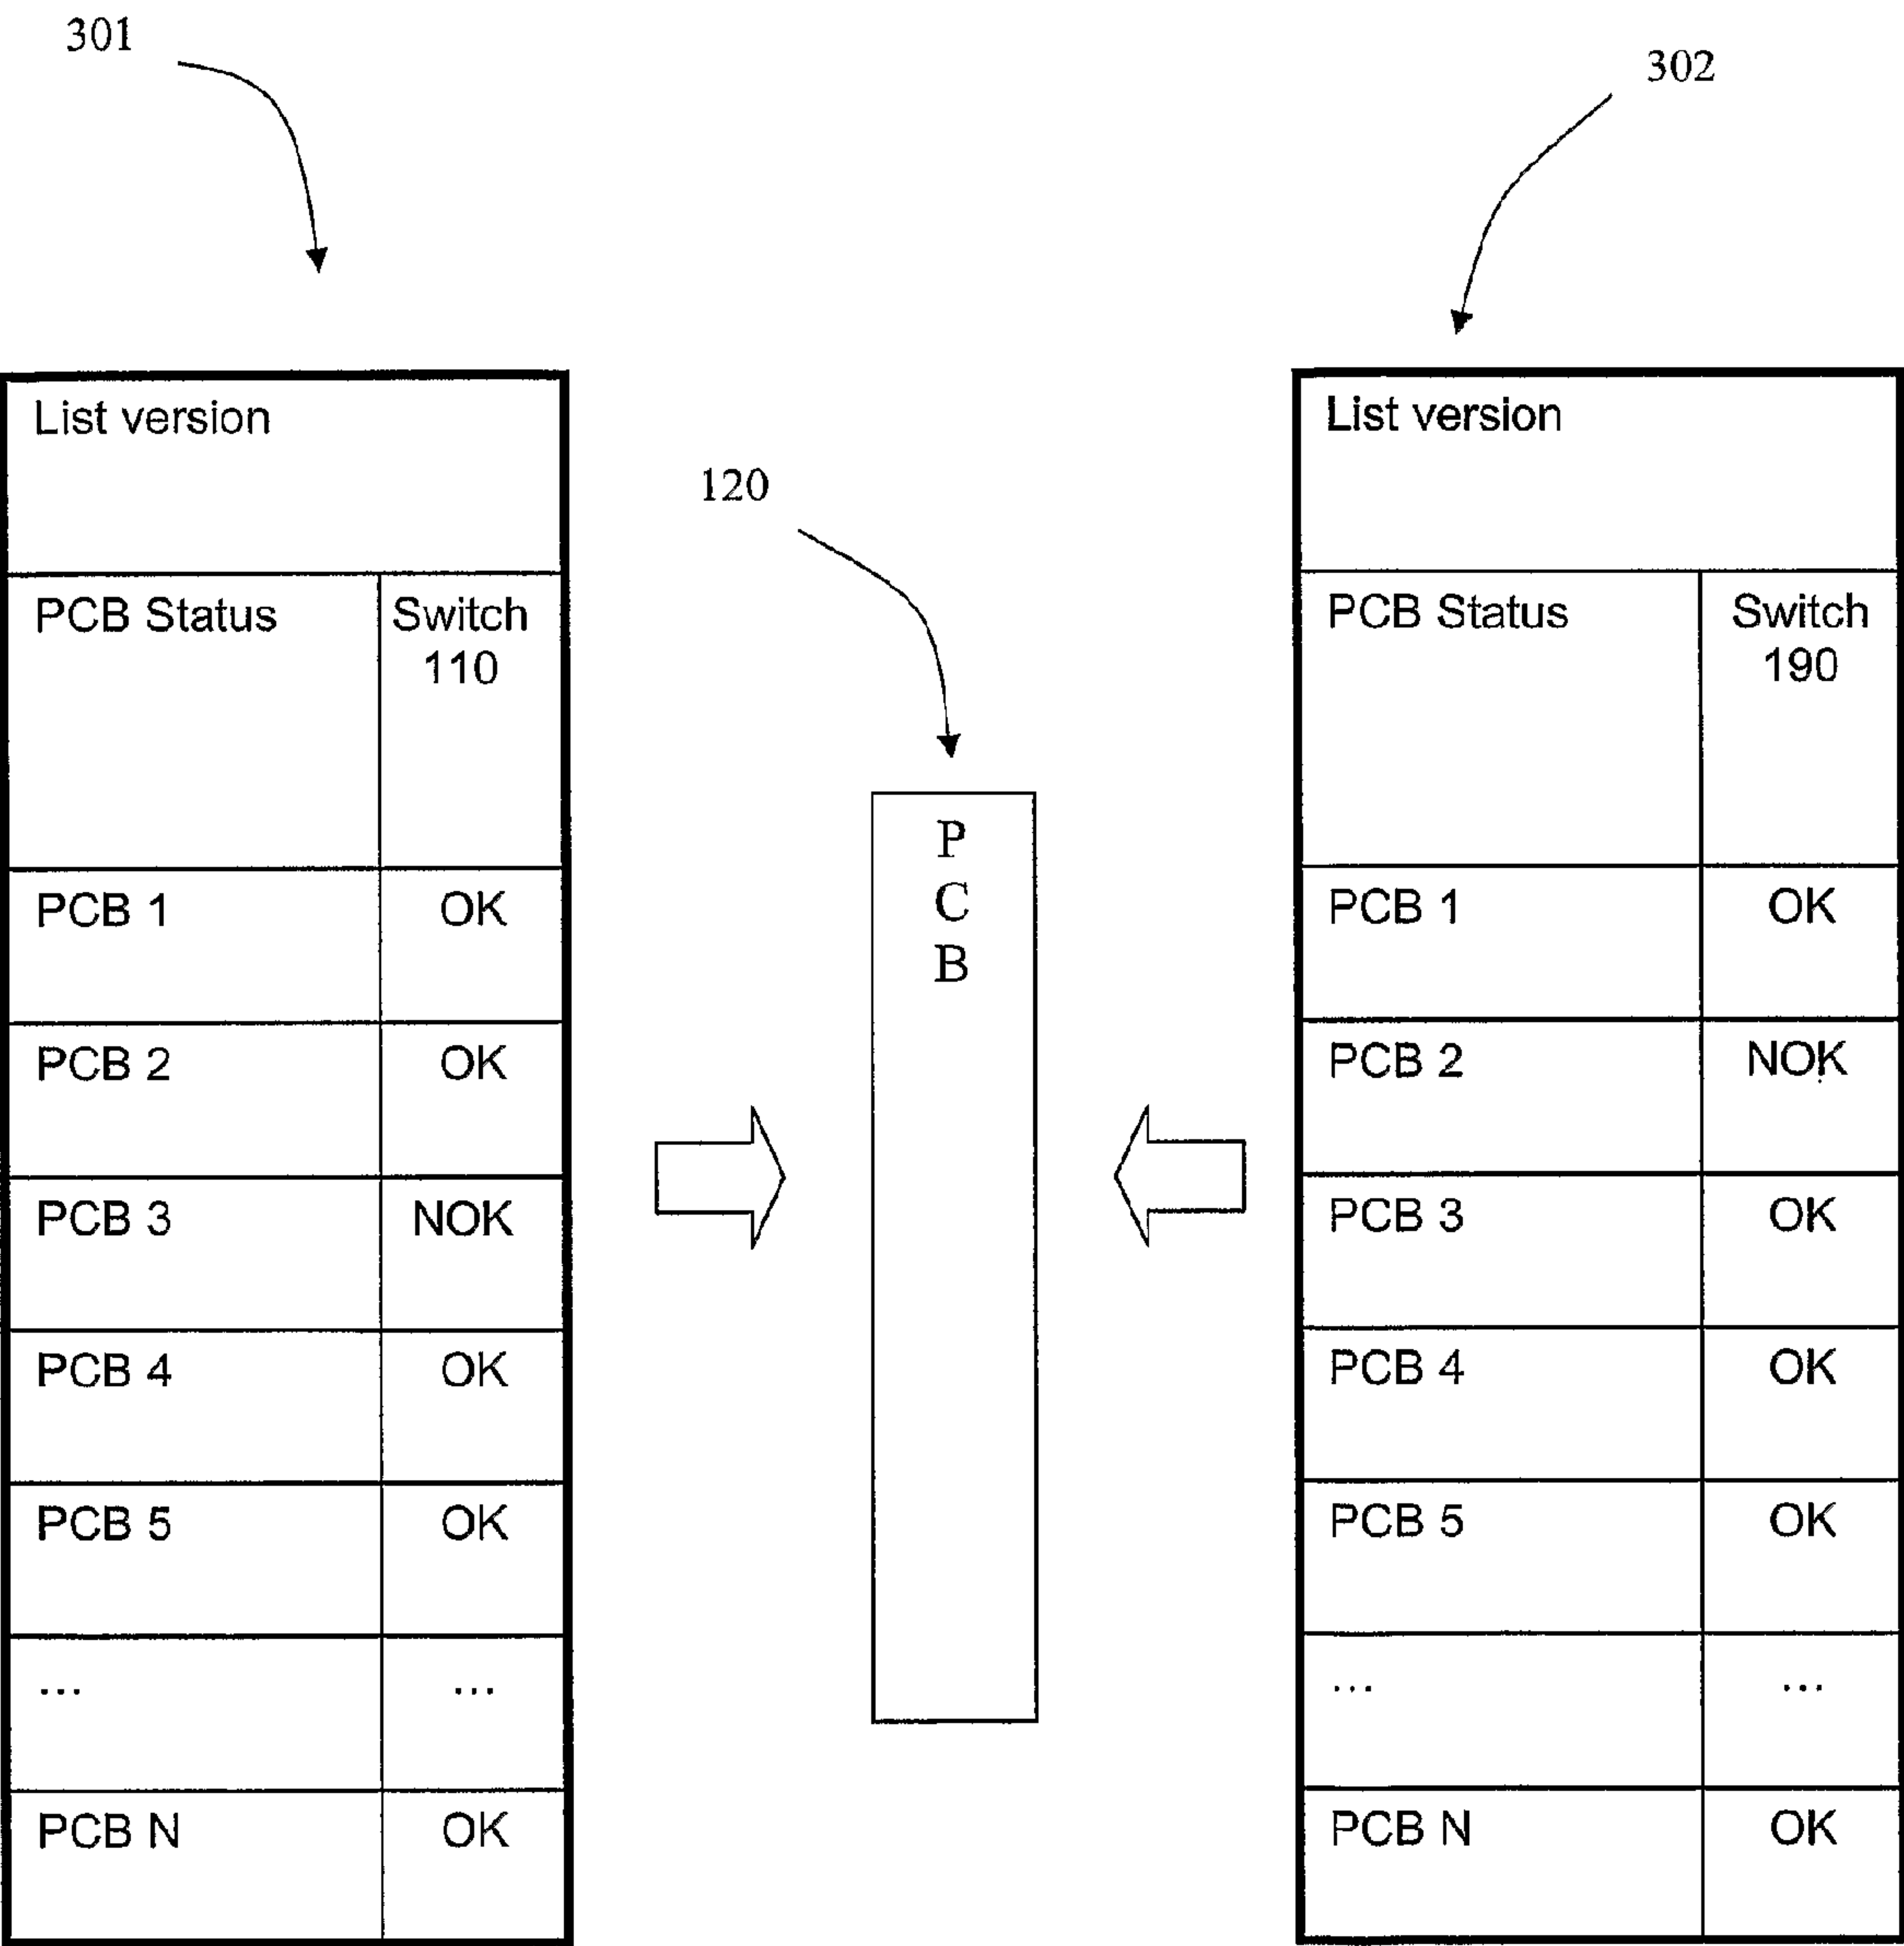 301
302
List version
PCB Status
Switch
110
PCB 1
OK
PCB 2
OK
PCB 3
NOK
PCB 4
OK
PCB 5
OK
...
...
PCB N
OK
120
P
C
B
List version
PCB Status
Switch
190
PCB 1
OK
PCB 2
NOK
PCB 3
OK
PCB 4
OK
PCB 5
OK
...
...
PCB N
OK